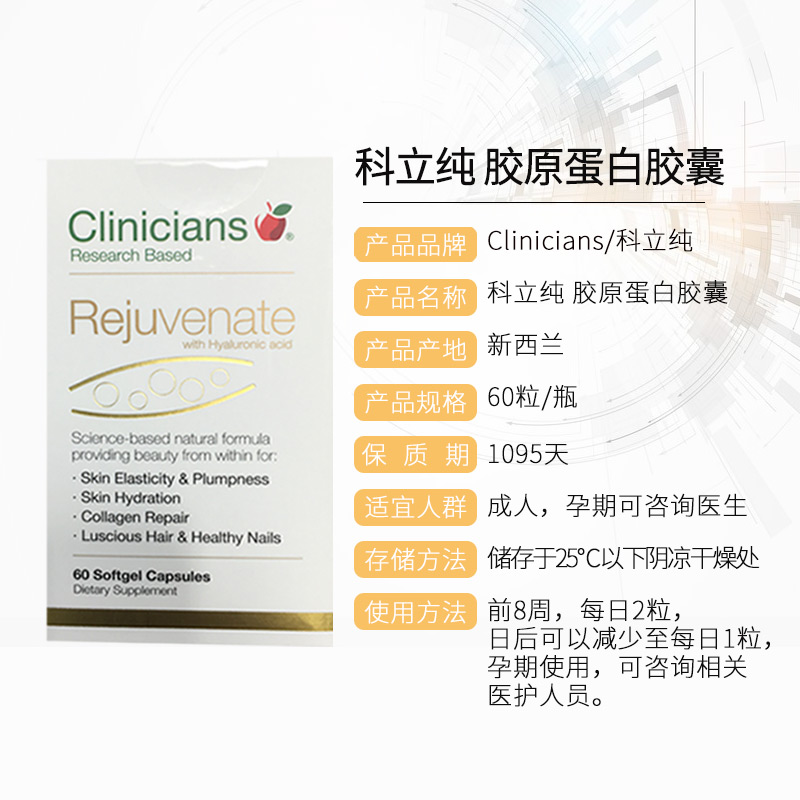 Clinicians®
Research Based
Rejuvenate
with Hyaluronic acid
Science-based natural formula
providing beauty from within for:
· Skin Elasticity & Plumpness
· Skin Hydration
· Collagen Repair
· Luscious Hair & Healthy Nails
60 Softgel Capsules
Dietary Supplement
科立纯 胶原蛋白胶囊
产品品牌 Clinicians/科立纯
产品名称 科立纯 胶原蛋白胶囊
产品产地 新西兰
产品规格 60粒/瓶
保 质 期 1095天
适宜人群 成人，孕期可咨询医生
存储方法 储存于25°C以下阴凉干燥处
使用方法 前8周，每日2粒，
日后可以减少至每日1粒，
孕期使用，可咨询相关
医护人员。